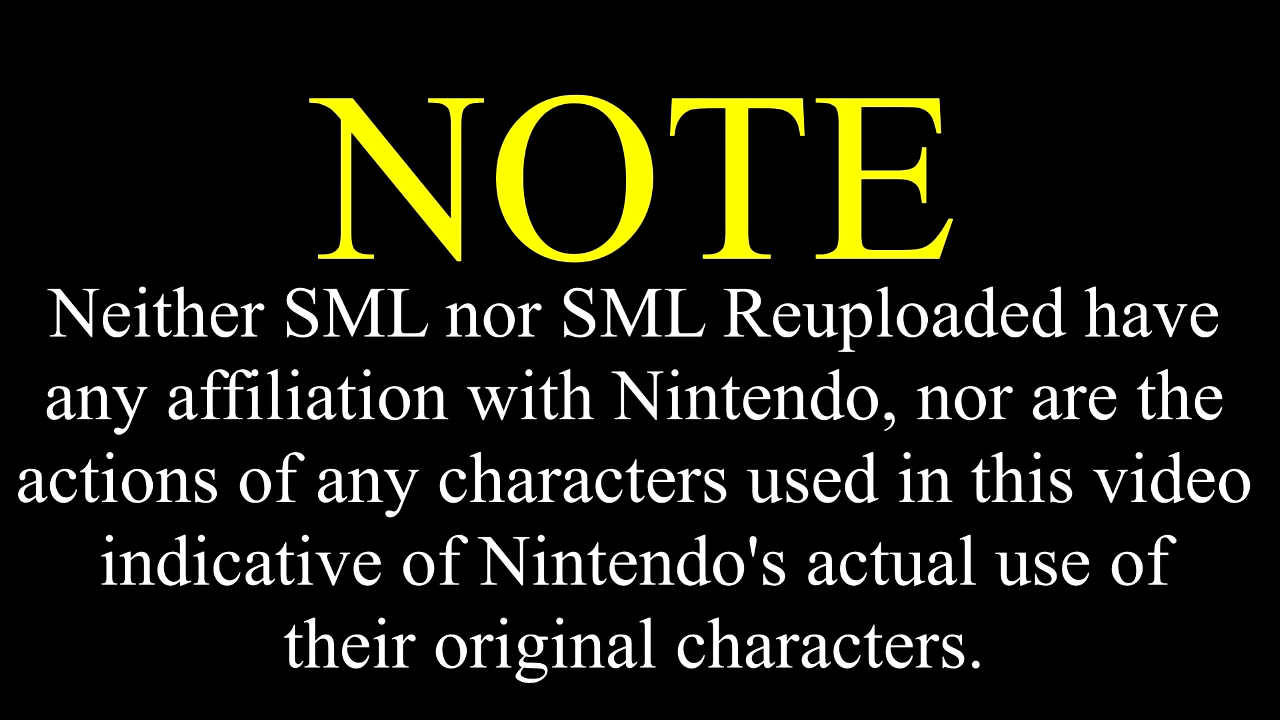 NOTE
Neither SML nor SML Reuploaded have
any affiliation with Nintendo, nor are the
actions of any characters used in this video
indicative of Nintendo's actual use of
their original characters.